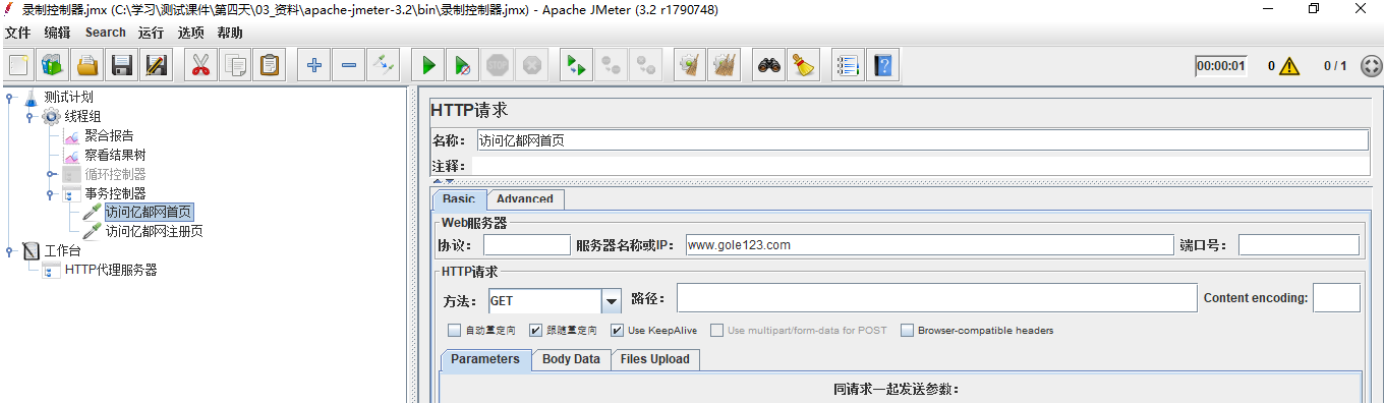 录制控制器.jmx (C:\学习\测试课件\第四天\03_资料\apache-jmeter-3.2\bin\录制控制器.jmx) - Apache JMeter (3.2 r1790748)
文件 编辑 Search 运行 选项 帮助
STOP 00:00:01 0 0 / 1
测试计划
线程组
聚合报告
察看结果树
循环控制器
事务控制器
访问亿都网首页
访问亿都网注册页
工作台
HTTP代理服务器
HTTP请求
名称： 访问亿都网首页
注释：
Basic Advanced
Web服务器
协议： 服务器名称或IP： www.gole123.com 端口号：
HTTP请求
方法： GET 路径： Content encoding:
自动重定向 跟随重定向 Use KeepAlive Use multipart/form-data for POST Browser-compatible headers
Parameters Body Data Files Upload
同请求一起发送参数：